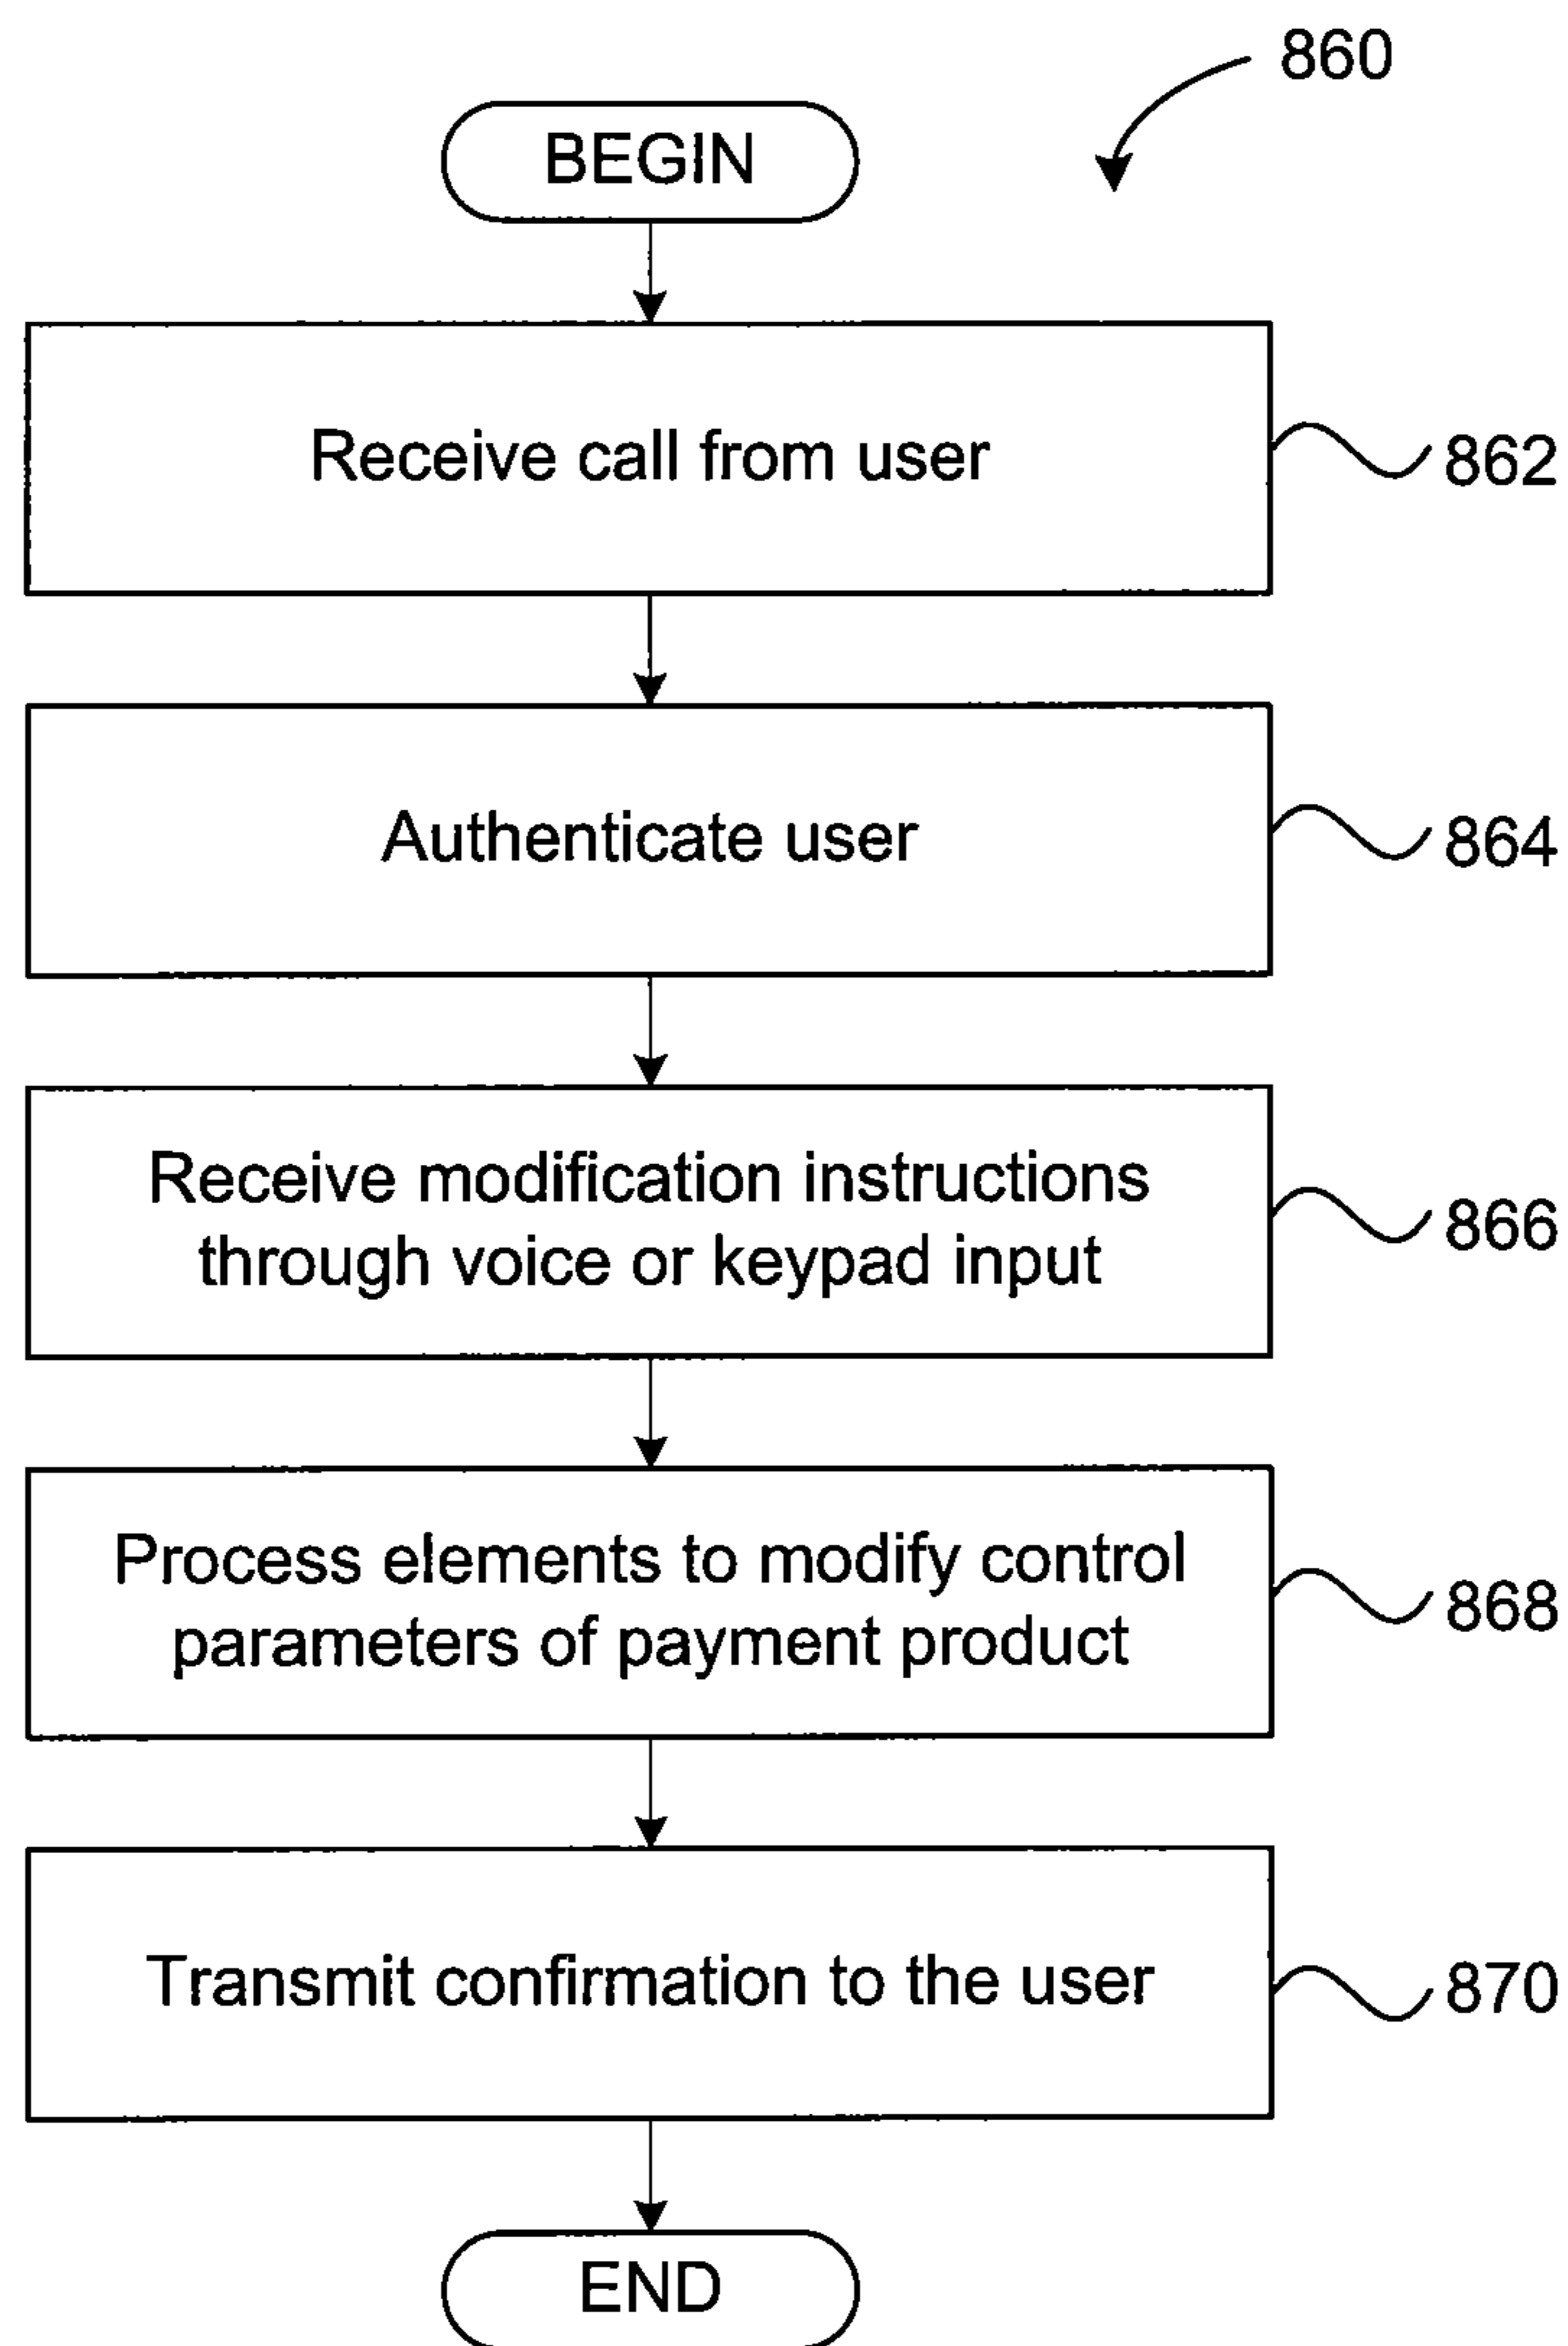 860
BEGIN
Receive call from user
862
Authenticate user
864
Receive modification instructions
through voice or keypad input
866
Process elements to modify control
parameters of payment product
868
Transmit confirmation to the user
870
END